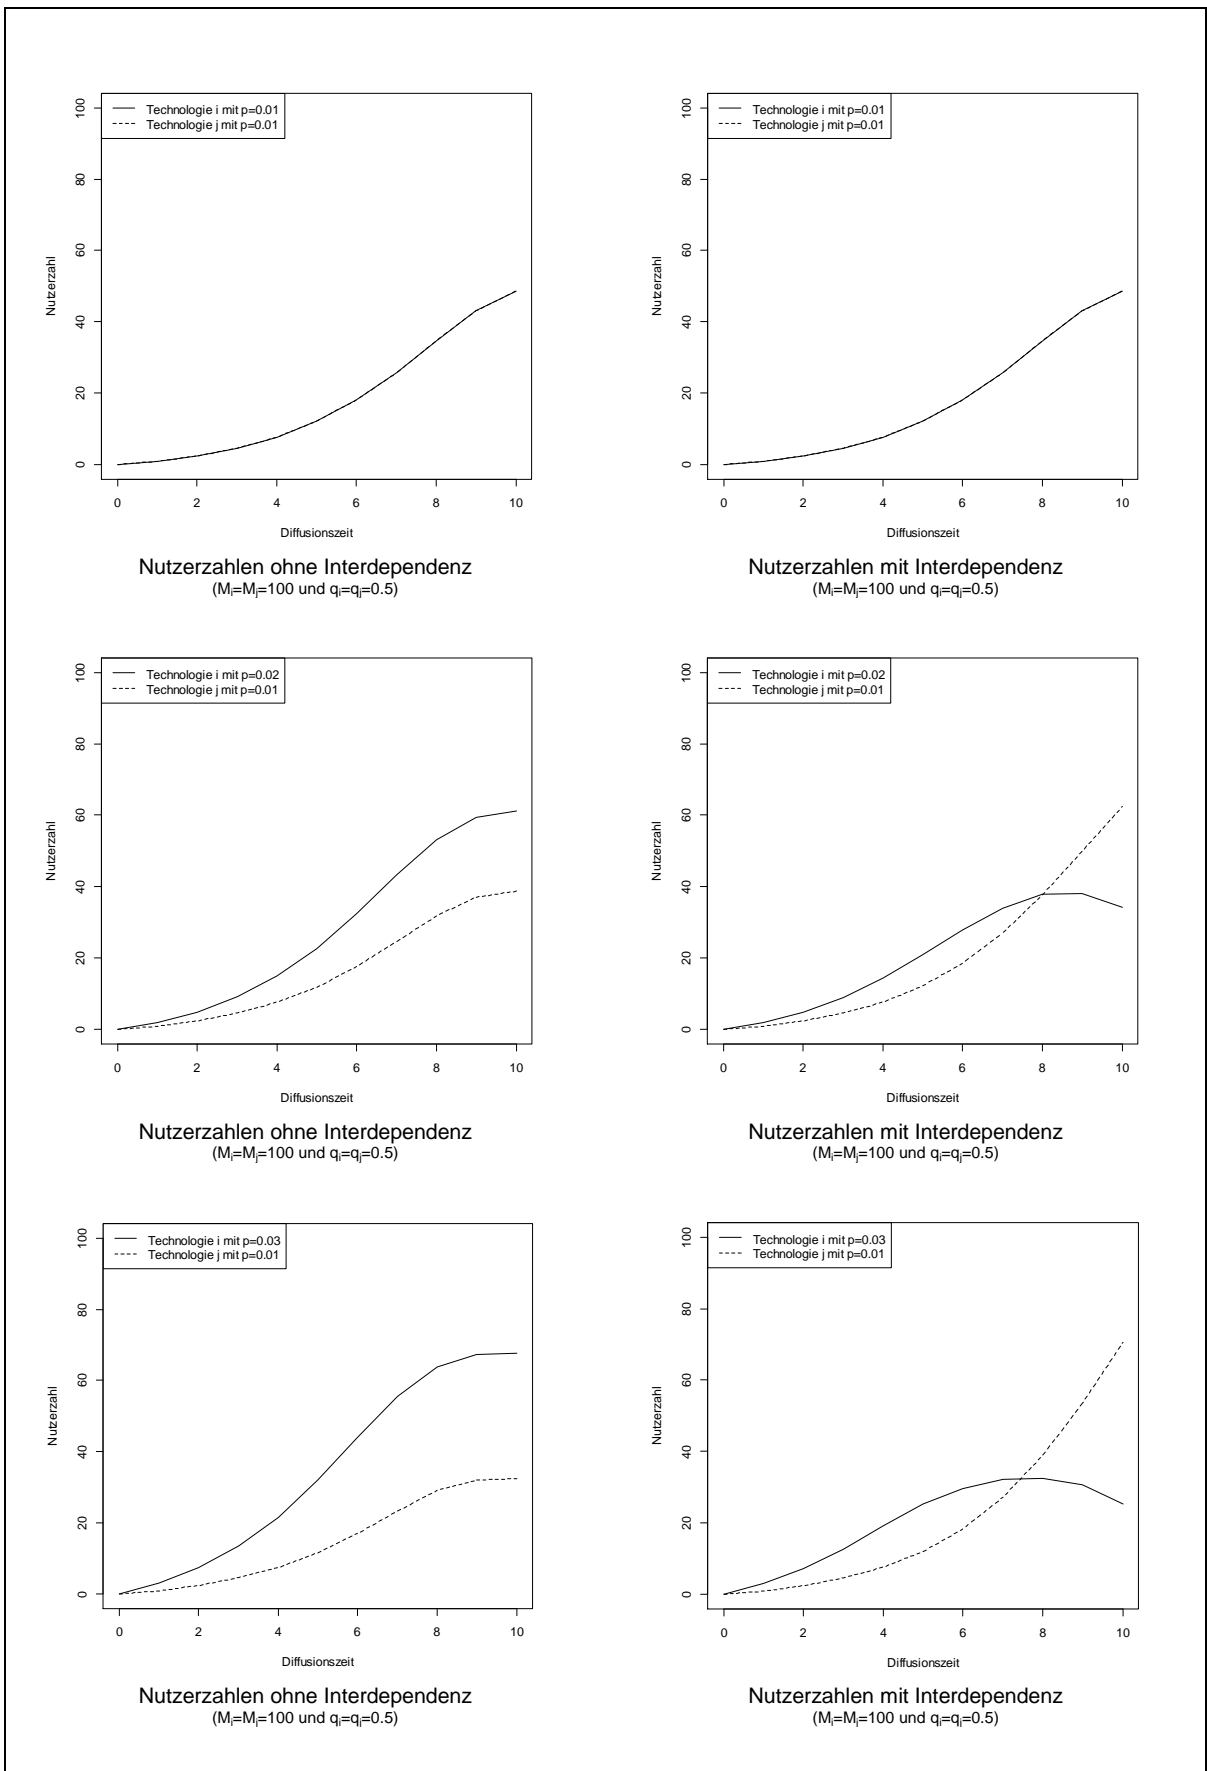 Technologie i mit p=0.01
Technologie j mit p=0.01
100
80
60
40
20
0
Nutzerzahl
0 2 4 6 8 10
Diffusionszeit
Nutzerzahlen ohne Interdependenz
(Mi=Mj=100 und qi=qj=0.5)
Technologie i mit p=0.01
Technologie j mit p=0.01
100
80
60
40
20
0
Nutzerzahl
0 2 4 6 8 10
Diffusionszeit
Nutzerzahlen mit Interdependenz
(Mi=Mj=100 und qi=qj=0.5)
Technologie i mit p=0.02
Technologie j mit p=0.01
100
80
60
40
20
0
Nutzerzahl
0 2 4 6 8 10
Diffusionszeit
Nutzerzahlen ohne Interdependenz
(Mi=Mj=100 und qi=qj=0.5)
Technologie i mit p=0.02
Technologie j mit p=0.01
100
80
60
40
20
0
Nutzerzahl
0 2 4 6 8 10
Diffusionszeit
Nutzerzahlen mit Interdependenz
(Mi=Mj=100 und qi=qj=0.5)
Technologie i mit p=0.03
Technologie j mit p=0.01
100
80
60
40
20
0
Nutzerzahl
0 2 4 6 8 10
Diffusionszeit
Nutzerzahlen ohne Interdependenz
(Mi=Mj=100 und qi=qj=0.5)
Technologie i mit p=0.03
Technologie j mit p=0.01
100
80
60
40
20
0
Nutzerzahl
0 2 4 6 8 10
Diffusionszeit
Nutzerzahlen mit Interdependenz
(Mi=Mj=100 und qi=qj=0.5)